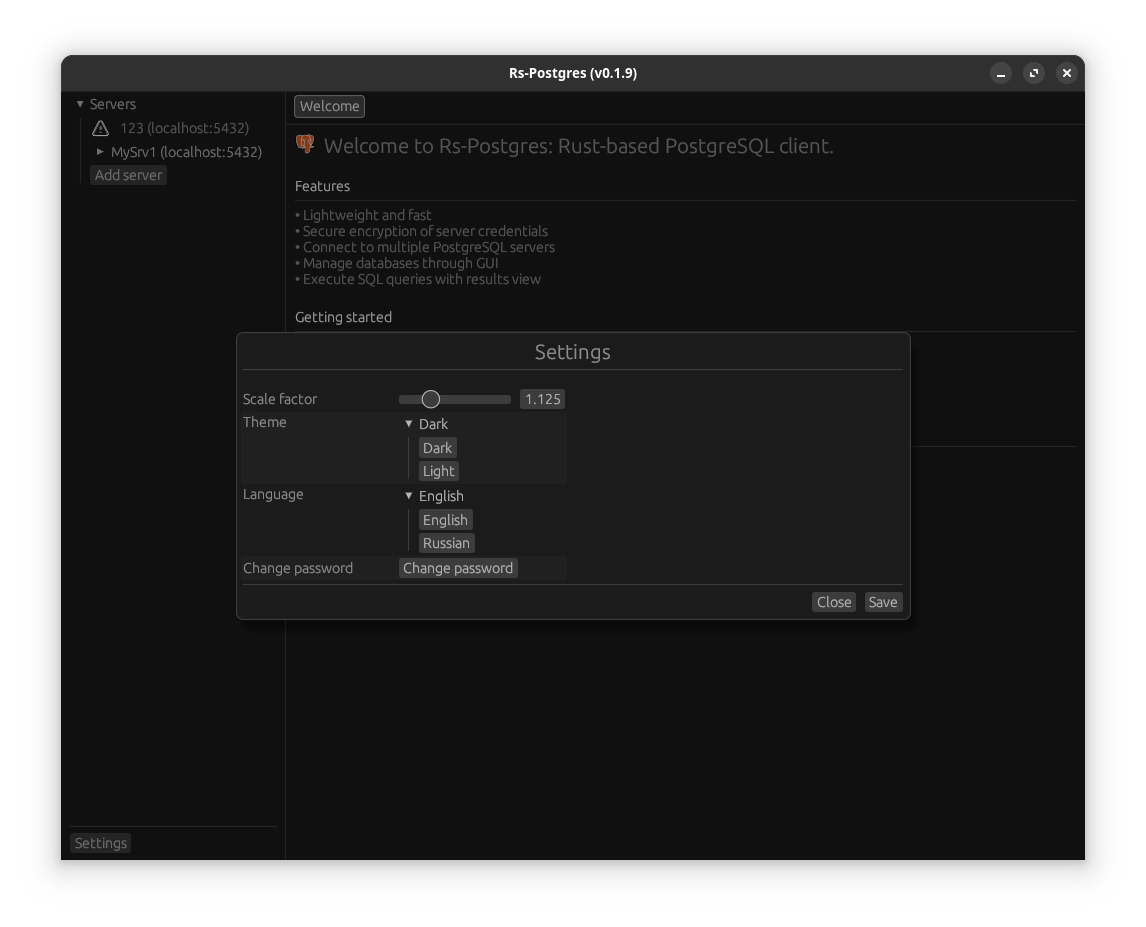 Rs-Postgres (v0.1.9)
Servers
123 (localhost:5432)
MySrv1 (localhost:5432)
Add server
Settings
Welcome
Welcome to Rs-Postgres: Rust-based PostgreSQL client.
Features
• Lightweight and fast
• Secure encryption of server credentials
• Connect to multiple PostgreSQL servers
• Manage databases through GUI
• Execute SQL queries with results view
Getting started
Settings
Scale factor 1.125
Theme Dark
Dark
Light
Language English
English
Russian
Change password Change password
Close Save